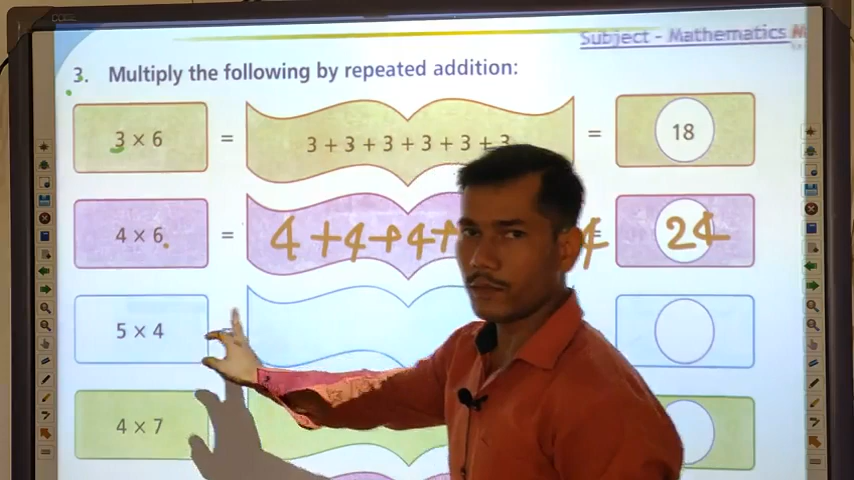 Subject - Mathematics
3. Multiply the following by repeated addition:
3 × 6 = 3 + 3 + 3 + 3 + 3 + 3 = 18
4 × 6 = 4 + 4 + 4 + 4 = 24
5 × 4
4 × 7